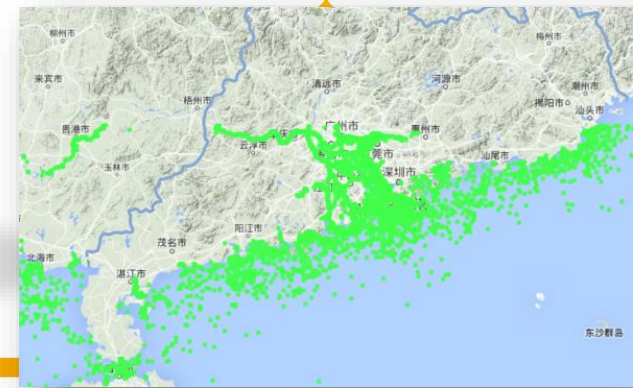 柳州市
梅州市
来宾市
清远市
河源市
潮州市
梧州市
揭阳市
汕头市
贵港市
广州市
惠州市
云浮市
莞市
汕尾市
玉林市
深圳市
阳江市
茂名市
北海市
湛江市
东沙群岛